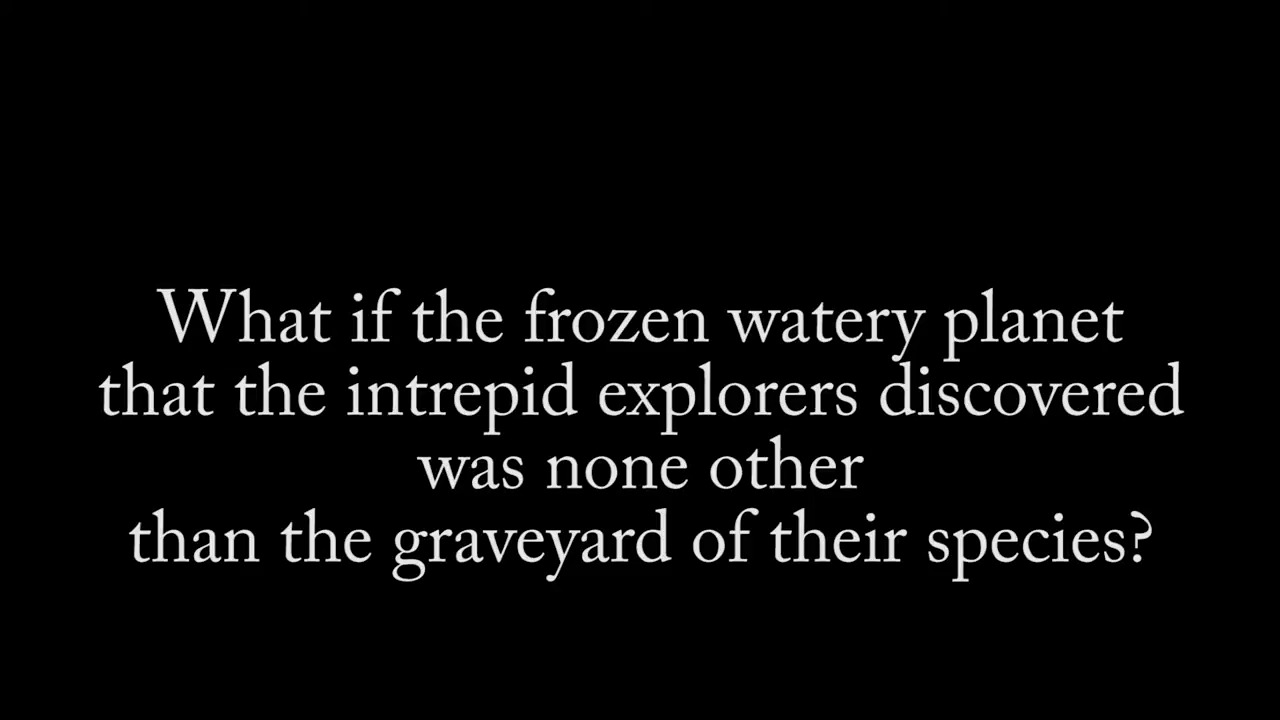 What if the frozen watery planet
that the intrepid explorers discovered
was none other
than the graveyard of their species?